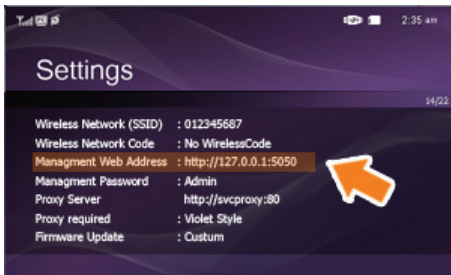 2:35 am
Settings
14/22
Wireless Network (SSID) : 012345687
Wireless Network Code : No WirelessCode
Managment Web Address : http://127.0.0.1:5050
Managment Password : Admin
Proxy Server http://svcproxy:80
Proxy required : Violet Style
Firmware Update : Custum